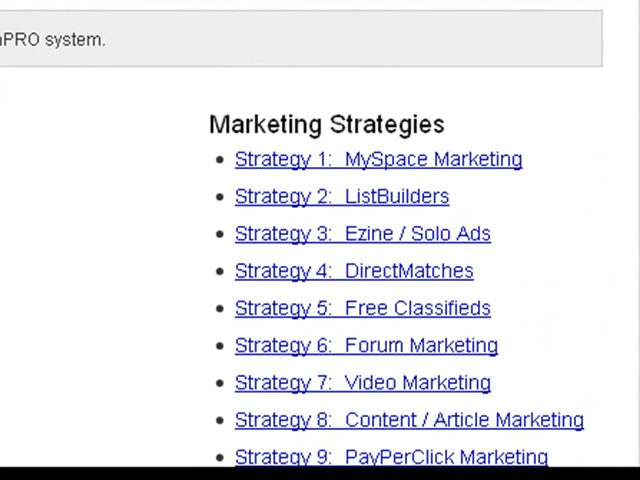 PRO system.
Marketing Strategies
Strategy 1: MySpace Marketing
Strategy 2: ListBuilders
Strategy 3: Ezine / Solo Ads
Strategy 4: DirectMatches
Strategy 5: Free Classifieds
Strategy 6: Forum Marketing
Strategy 7: Video Marketing
Strategy 8: Content / Article Marketing
Strategy 9: PayPerClick Marketing